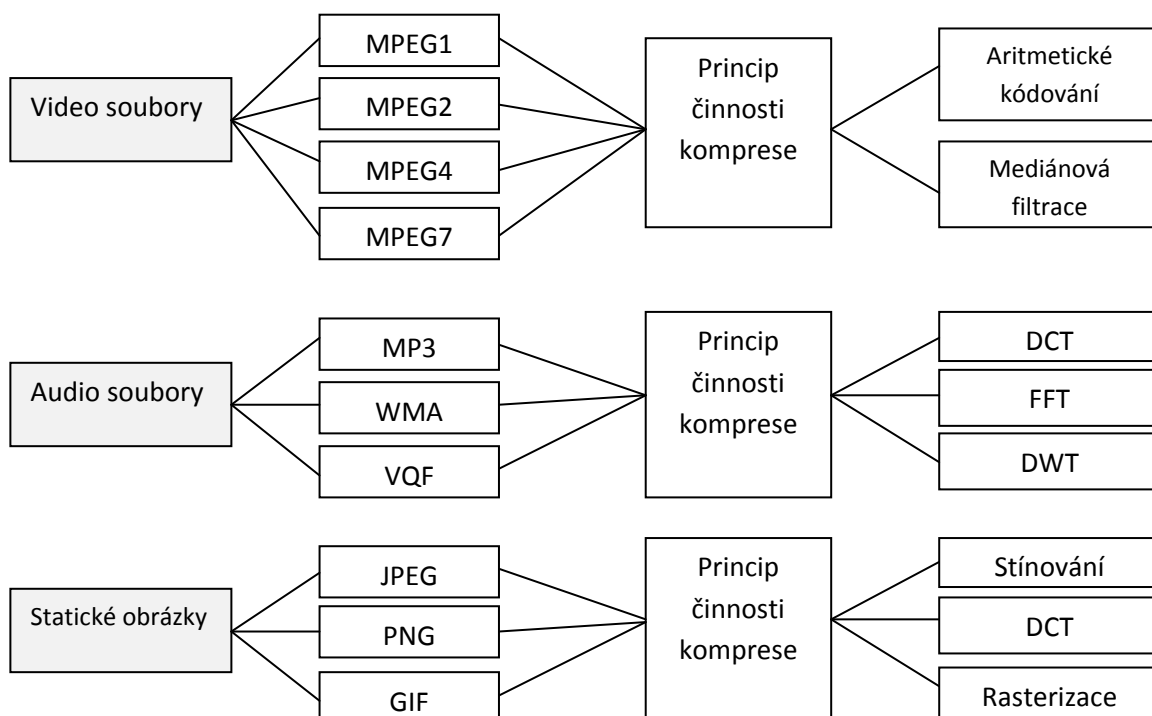 Video soubory
MPEG1
MPEG2
MPEG4
MPEG7
Princip
činnosti
komprese
Aritmetické
kódování
Mediánová
filtrace
Audio soubory
MP3
WMA
VQF
Princip
činnosti
komprese
DCT
FFT
DWT
Statické obrázky
JPEG
PNG
GIF
Princip
činnosti
komprese
Stínování
DCT
Rasterizace